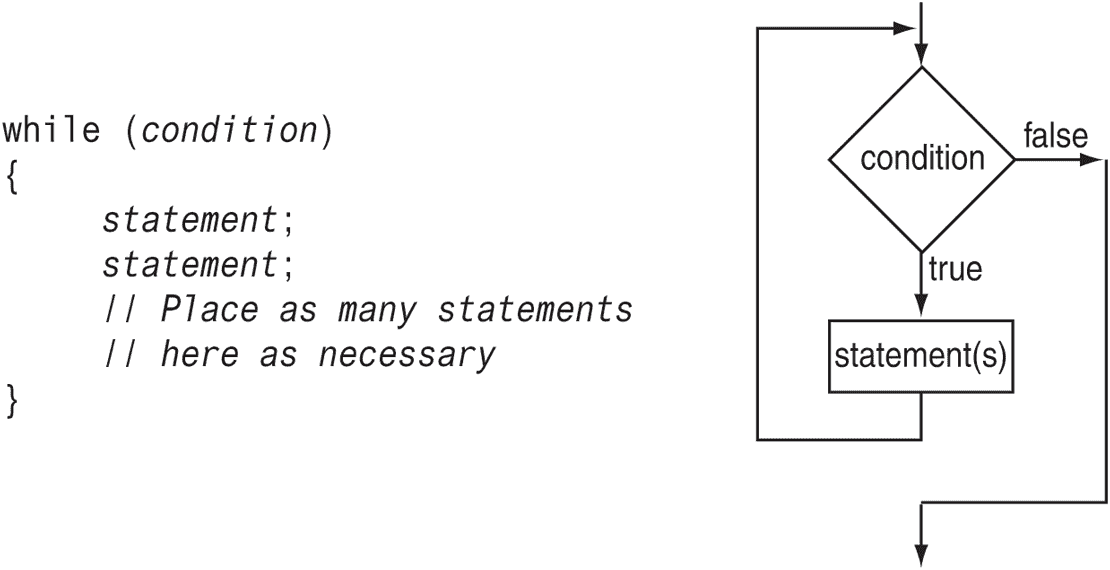 while (condition)
{
statement;
statement;
// Place as many statements
// here as necessary
}
condition
false
true
statement(s)